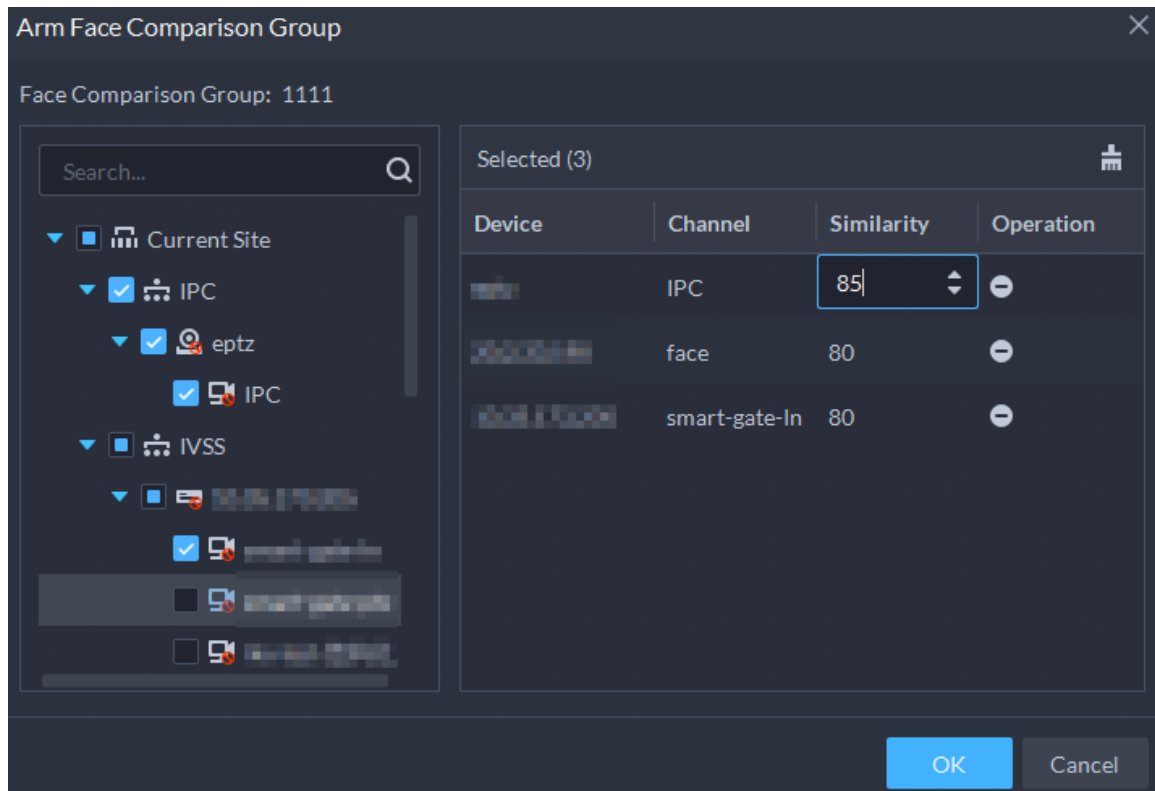 Arm Face Comparison Group
Face Comparison Group: 1111
Search...
Current Site
IPC
eptz
IPC
IVSS
Selected (3)
Device Channel Similarity Operation
IPC 85
face 80
smart-gate-In 80
OK Cancel